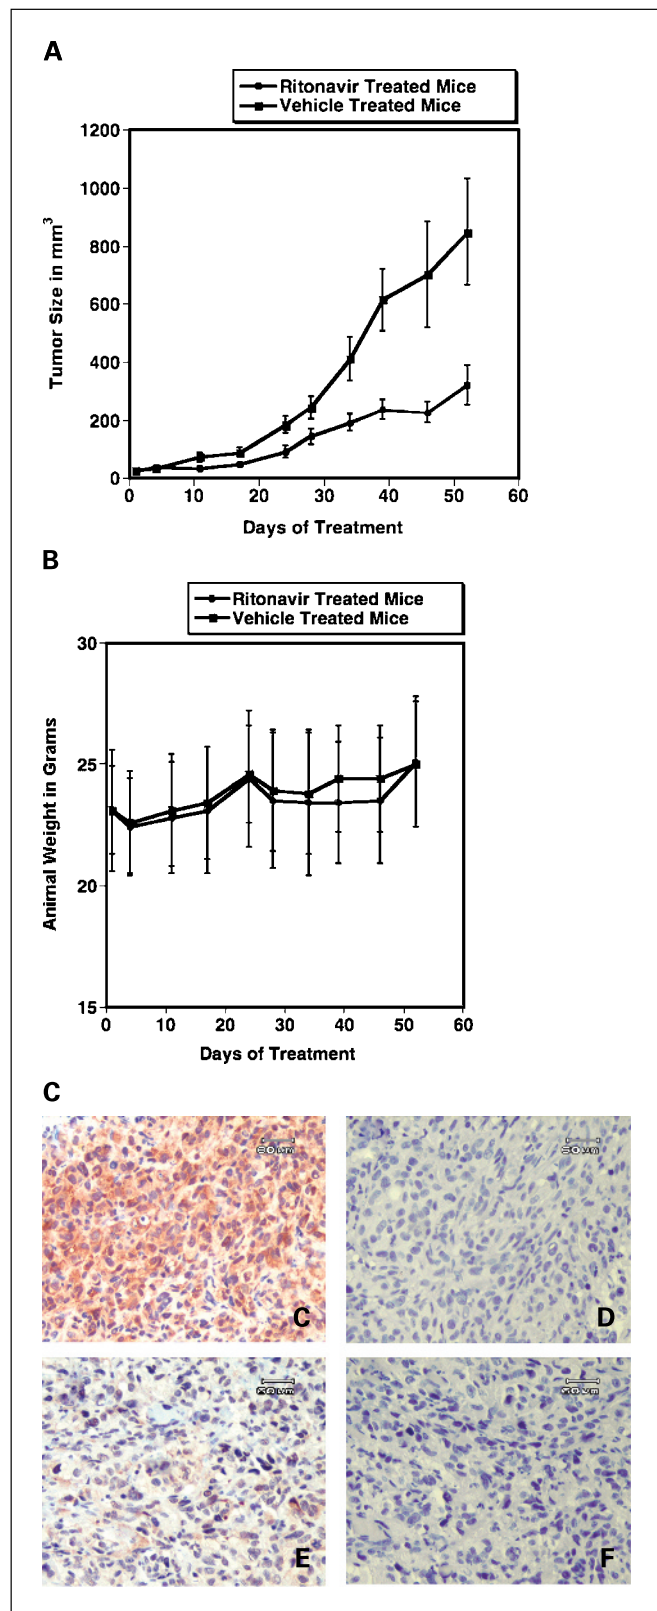 A
Ritonavir Treated Mice
Vehicle Treated Mice
1200
1000
800
600
400
200
0
Tumor Size in mm³
0 10 20 30 40 50 60
Days of Treatment
B
Ritonavir Treated Mice
Vehicle Treated Mice
30
25
20
15
Animal Weight in Grams
0 10 20 30 40 50 60
Days of Treatment
C
C
D
E
F